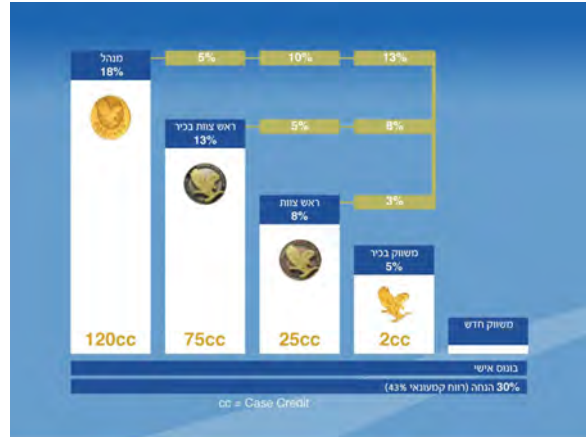 מנהל
18%
5%
10%
13%
ראש צוות בכיר
13%
5%
8%
ראש צוות
8%
3%
משווק בכיר
5%
משווק חדש
120cc
75cc
25cc
2cc
בונוס אישי
30% הנחה (רווח קמעונאי 43%)
cc = Case Credit